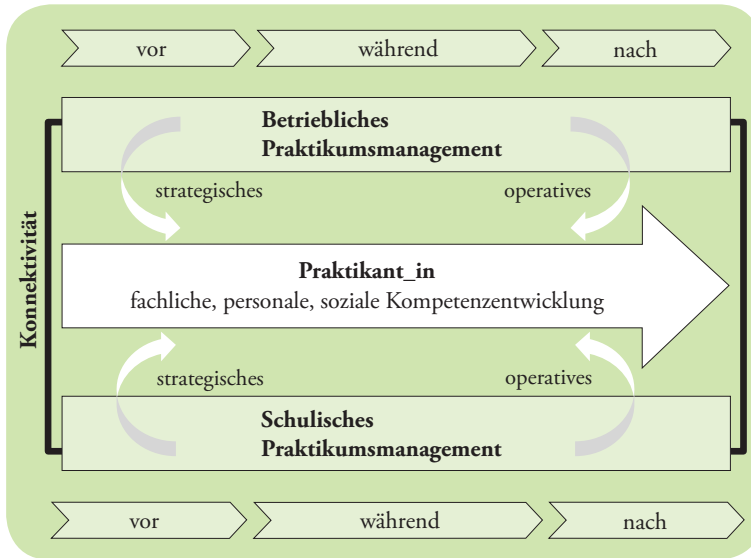 vor
während
nach
Betriebliches
Praktikumsmanagement
strategisches
operatives
Konnektivität
Praktikant_in
fachliche, personale, soziale Kompetenzentwicklung
strategisches
operatives
Schulisches
Praktikumsmanagement
vor
während
nach